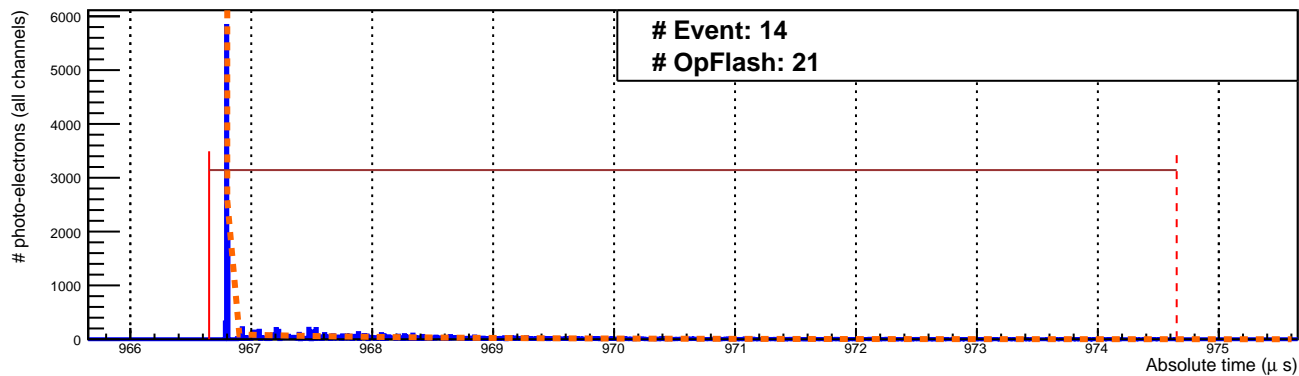 # Event: 14
# OpFlash: 21
# photo-electrons (all channels)
6000
5000
4000
3000
2000
1000
0
966 967 968 969 970 971 972 973 974 975
Absolute time (μ s)